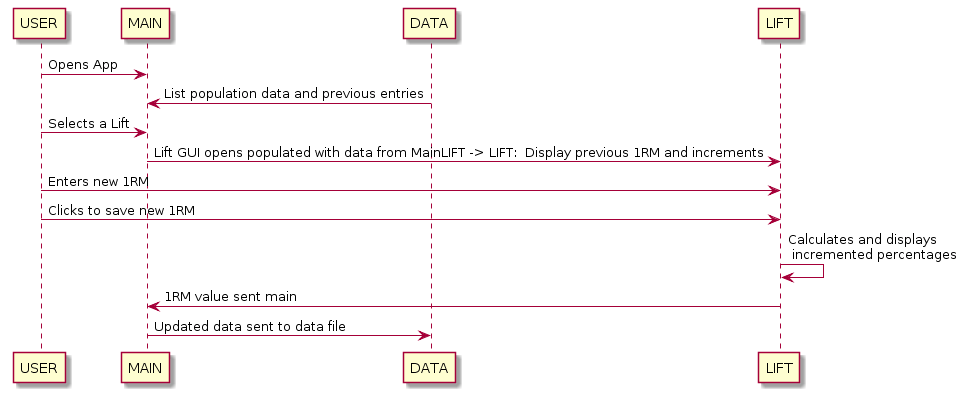 USER MAIN DATA LIFT
Opens App
List population data and previous entries
Selects a Lift
Lift GUI opens populated with data from MainLIFT -> LIFT:  Display previous 1RM and increments
Enters new 1RM
Clicks to save new 1RM
Calculates and displays
incremented percentages
1RM value sent main
Updated data sent to data file
USER MAIN DATA LIFT